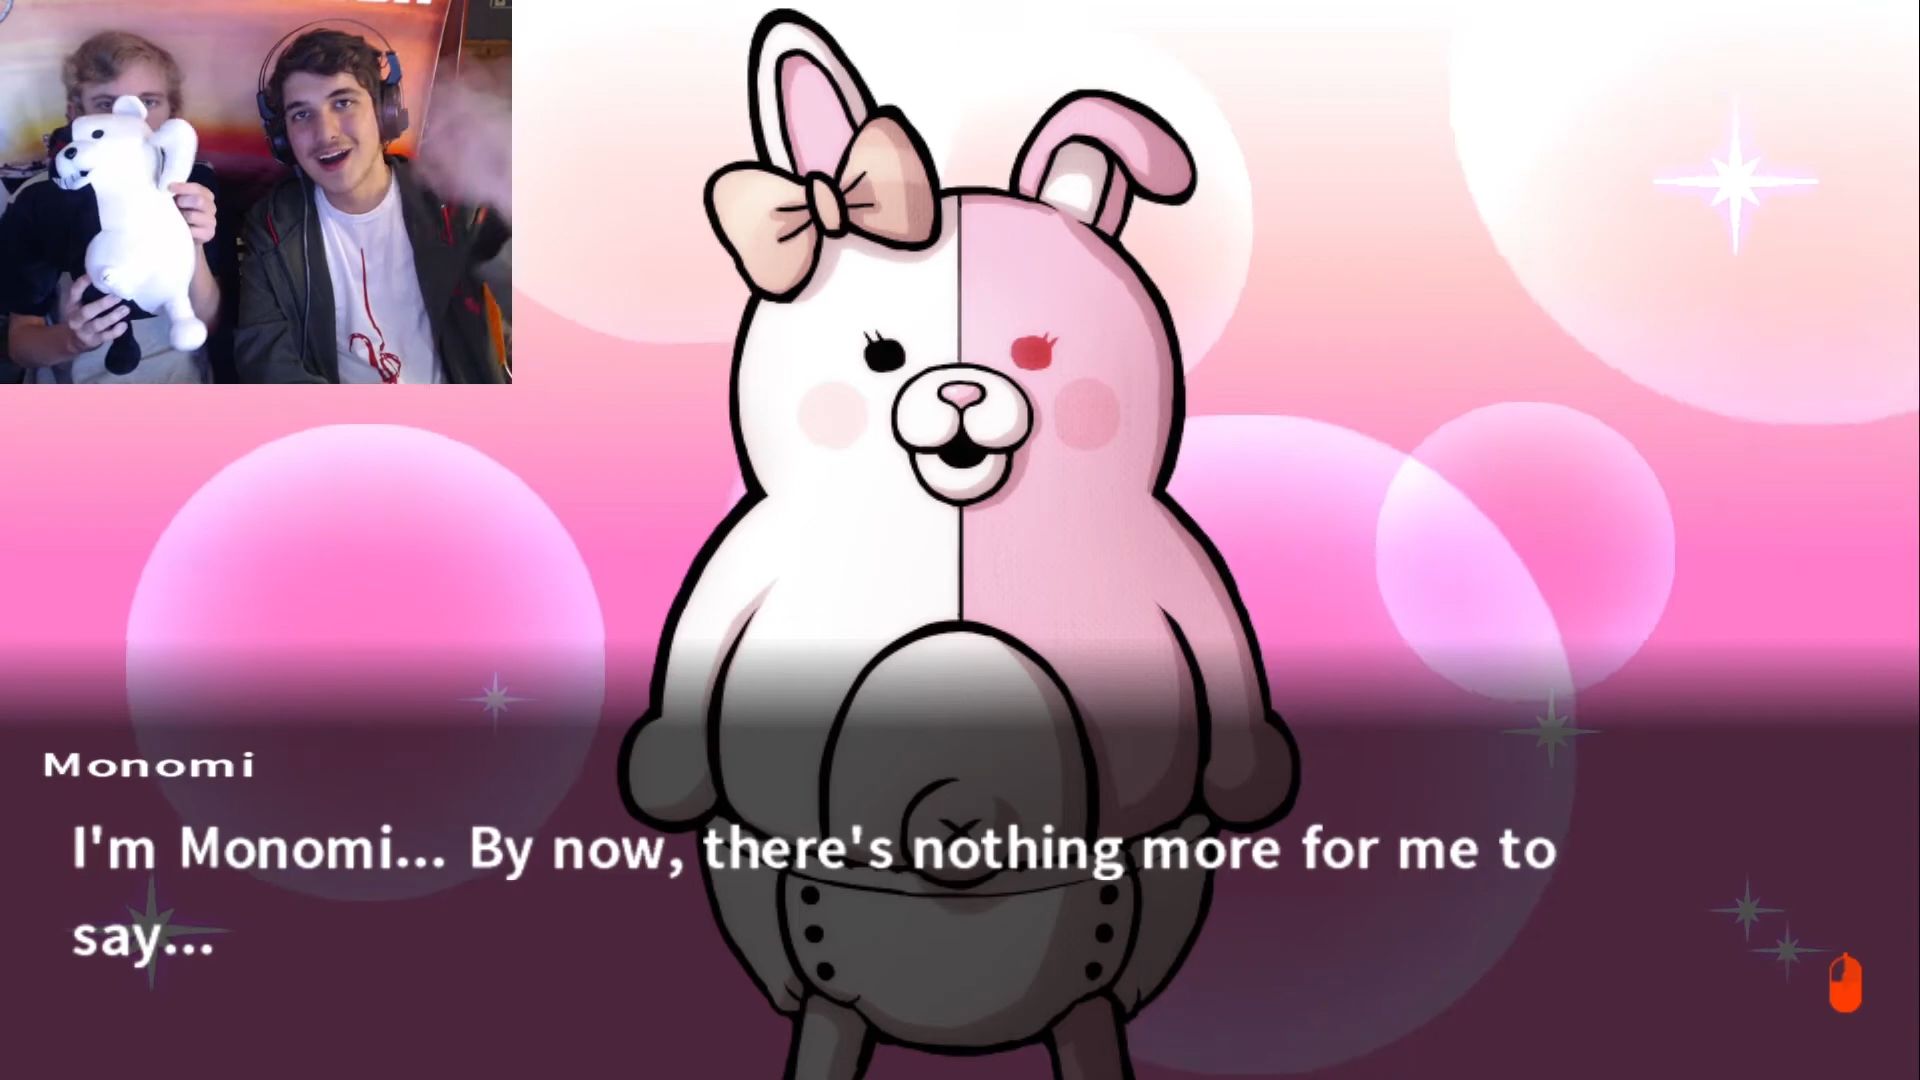 Monomi
I'm Monomi... By now, there's nothing more for me to
say...